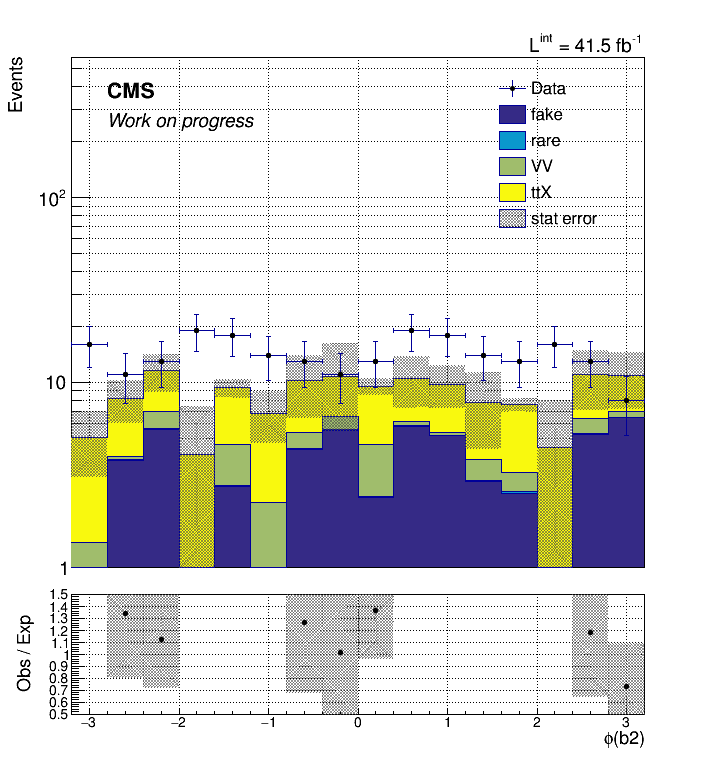 L^int = 41.5 fb^-1
Events
CMS
Work on progress
Data
fake
rare
VV
ttX
stat error
10^2
10
1
Obs / Exp
1.5
1.4
1.3
1.2
1.1
1
0.9
0.8
0.7
0.6
0.5
−3 −2 −1 0 1 2 3
ϕ(b2)